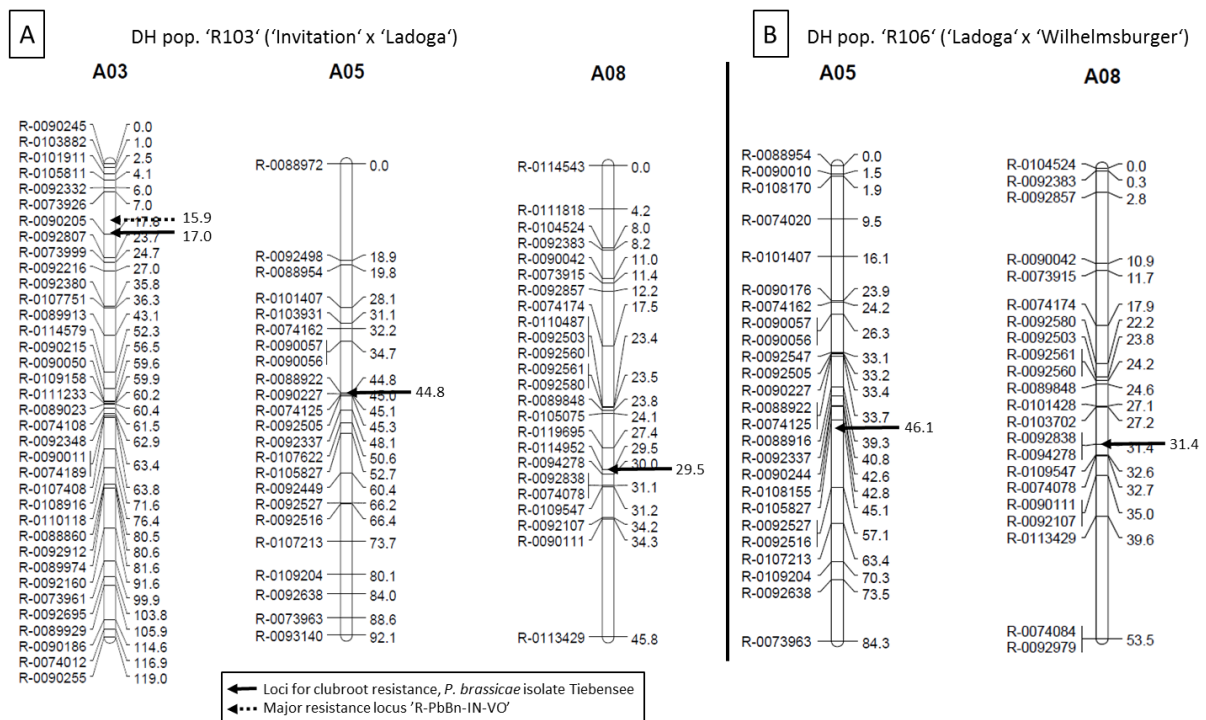 A
DH pop. ‘R103‘ (‘Invitation‘ x ‘Ladoga‘)
A03
R-0090245 0.0
R-0103882 1.0
R-0101911 2.5
R-0105811 4.1
R-0092332 6.0
R-0073926 7.0
R-0090205
15.9
R-0092807 23.7
17.0
R-0073999 24.7
R-0092216 27.0
R-0092380 35.8
R-0107751 36.3
R-0089913 43.1
R-0114579 52.3
R-0090215 56.5
R-0090050 59.6
R-0109158 59.9
R-0111233 60.2
R-0089023 60.4
R-0074108 61.5
R-0092348 62.9
R-0090011
R-0074189 63.4
R-0107408 63.8
R-0108916 71.6
R-0110118 76.4
R-0088860 80.5
R-0092912 80.6
R-0089974 81.6
R-0092160 91.6
R-0073961 99.9
R-0092695 103.8
R-0089929 105.9
R-0090186 114.6
R-0074012 116.9
R-0090255 119.0
A05
R-0088972 0.0
R-0092498 18.9
R-0088954 19.8
R-0101407 28.1
R-0103931 31.1
R-0074162 32.2
R-0090057
R-0090056 34.7
R-0088922 44.8
44.8
R-0090227 45.0
R-0074125 45.1
R-0092505 45.3
R-0092337 48.1
R-0107622 50.6
R-0105827 52.7
R-0092449 60.4
R-0092527 66.2
R-0092516 66.4
R-0107213 73.7
R-0109204 80.1
R-0092638 84.0
R-0073963 88.6
R-0093140 92.1
A08
R-0114543 0.0
R-0111818 4.2
R-0104524 8.0
R-0092383 8.2
R-0090042 11.0
R-0073915 11.4
R-0092857 12.2
R-0074174 17.5
R-0110487
R-0092503 23.4
R-0092560
R-0092561 23.5
R-0092580
R-0089848 23.8
R-0105075 24.1
R-0119695 27.4
R-0114952 29.5
R-0094278 30.0
29.5
R-0092838
R-0074078 31.1
R-0109547 31.2
R-0092107 34.2
R-0090111 34.3
R-0113429 45.8
B
DH pop. ‘R106‘ (‘Ladoga‘ x ‘Wilhelmsburger‘)
A05
R-0088954 0.0
R-0090010 1.5
R-0108170 1.9
R-0074020 9.5
R-0101407 16.1
R-0090176 23.9
R-0074162 24.2
R-0090057
R-0090056 26.3
R-0092547 33.1
R-0092505 33.2
R-0090227 33.4
R-0088922
R-0074125 33.7
46.1
R-0088916 39.3
R-0092337 40.8
R-0090244 42.6
R-0108155 42.8
R-0105827 45.1
R-0092527
R-0092516 57.1
R-0107213 63.4
R-0109204 70.3
R-0092638 73.5
R-0073963 84.3
A08
R-0104524 0.0
R-0092383 0.3
R-0092857 2.8
R-0090042 10.9
R-0073915 11.7
R-0074174 17.9
R-0092580 22.2
R-0092503 23.8
R-0092561
R-0092560 24.2
R-0089848 24.6
R-0101428 27.1
R-0103702 27.2
R-0092838
R-0094278 31.4
31.4
R-0109547 32.6
R-0074078 32.7
R-0090111
R-0092107 35.0
R-0113429 39.6
R-0074084
R-0092979 53.5
Loci for clubroot resistance, P. brassicae isolate Tiebensee
Major resistance locus ’R-PbBn-IN-VO’